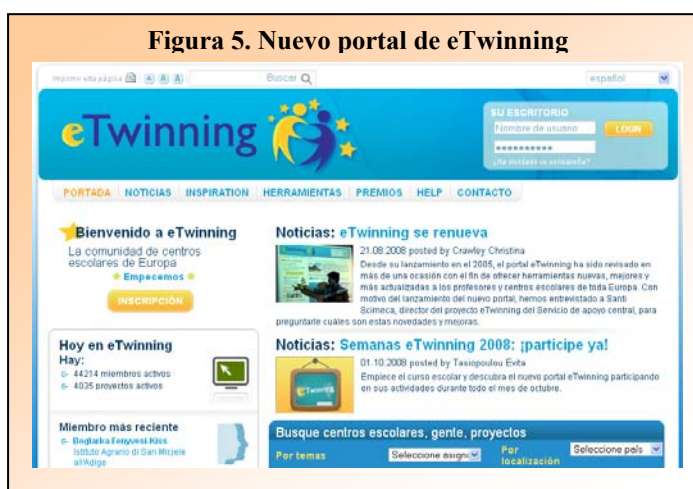 Figura 5. Nuevo portal de eTwinning
Imprimir esta página A A A Buscar español
eTwinning
SU ESCRITORIO
Nombre de usuario LOGIN
¿Ha olvidado su contraseña?
PORTADA NOTICIAS INSPIRATION HERRAMIENTAS PREMIOS HELP CONTACTO
Bienvenido a eTwinning
La comunidad de centros
escolares de Europa
Empecemos
INSCRIPCIÓN
Noticias: eTwinning se renueva
21.08.2008 posted by Crawley Christina
Desde su lanzamiento en el 2005, el portal eTwinning ha sido revisado en
más de una ocasión con el fin de ofrecer herramientas nuevas, mejores y
más actualizadas a los profesores y centros escolares de toda Europa. Con
motivo del lanzamiento del nuevo portal, hemos entrevistado a Santi
Scimeca, director del proyecto eTwinning del Servicio de apoyo central, para
preguntarle cuáles son estas novedades y mejoras.
Hoy en eTwinning
Hay:
44214 miembros activos
4035 proyectos activos
Noticias: Semanas eTwinning 2008: ¡participe ya!
01.10.2008 posted by Tasiopoulou Evita
Empiece el curso escolar y descubra el nuevo portal eTwinning participando
en sus actividades durante todo el mes de octubre.
eTwinning
Miembro más reciente
Boglarka Fenyvesi-Kiss
Istituto Agrario di San Michele
all'Adige
Busque centros escolares, gente, proyectos
Por temas Seleccione asign Por
localización Seleccione país